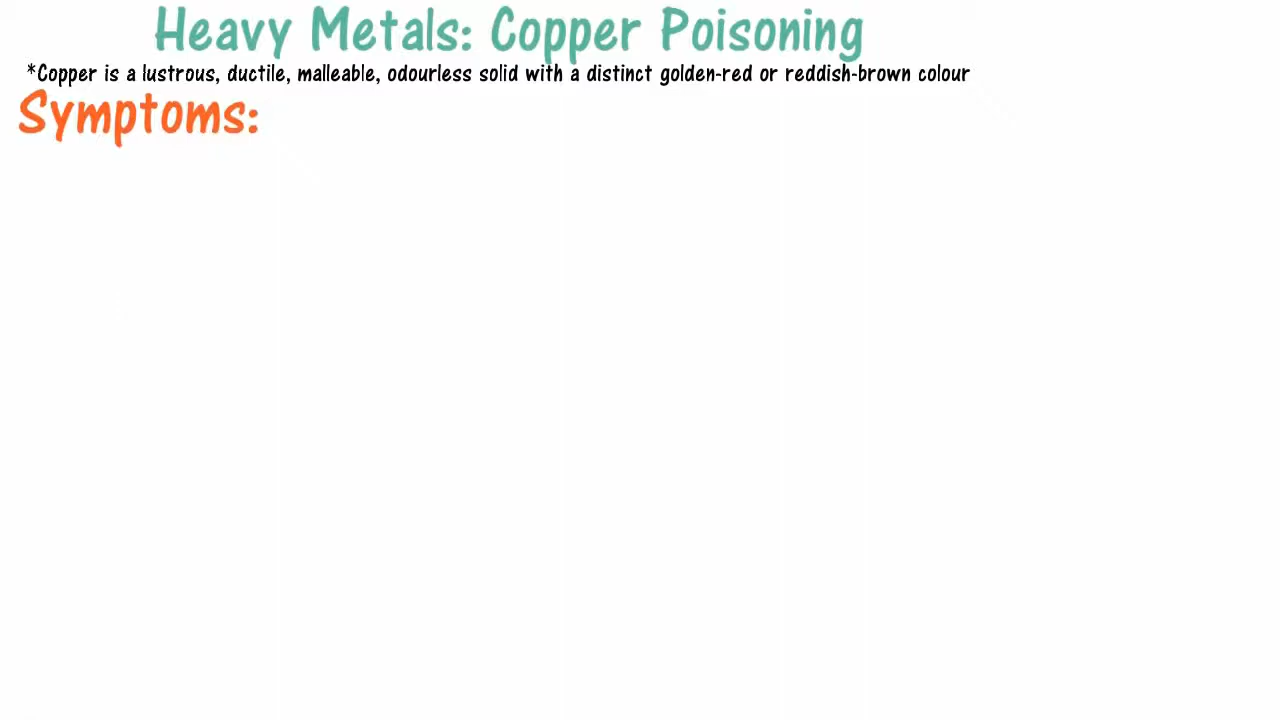 Heavy Metals: Copper Poisoning
*Copper is a lustrous, ductile, malleable, odourless solid with a distinct golden-red or reddish-brown colour
Symptoms: